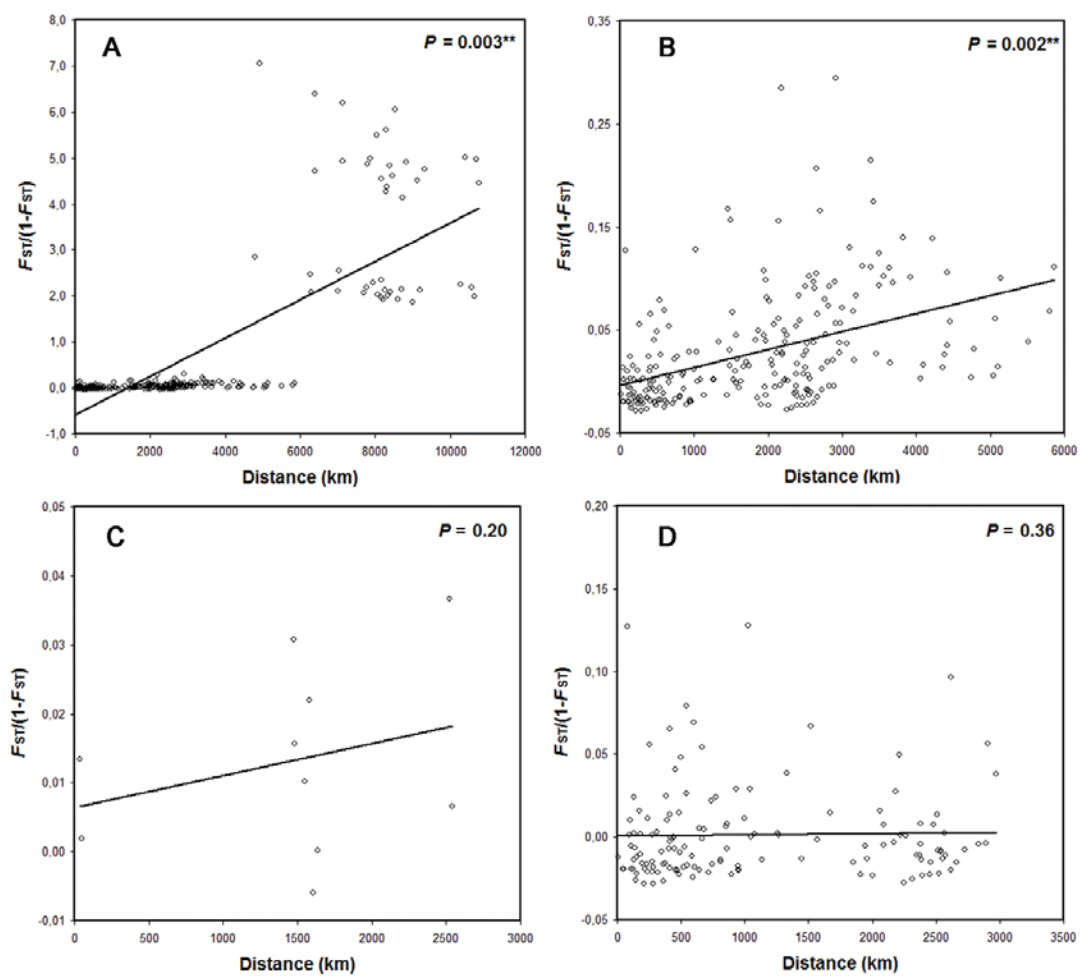 A
P = 0.003**
8,0
7,0
6,0
5,0
4,0
3,0
2,0
1,0
0,0
-1,0
FST/(1-FST)
0 2000 4000 6000 8000 10000 12000
Distance (km)
B
P = 0.002**
0,35
0,25
0,15
0,05
-0,05
FST/(1-FST)
0 1000 2000 3000 4000 5000 6000
Distance (km)
C
P = 0.20
0,05
0,04
0,03
0,02
0.01
0.00
-0,01
FST/(1-FST)
0 500 1000 1500 2000 2500 3000
Distance (km)
D
P = 0.36
0,20
0,15
0,10
0,05
0,00
-0,05
FST/(1-FST)
0 500 1000 1500 2000 2500 3000 3500
Distance (km)